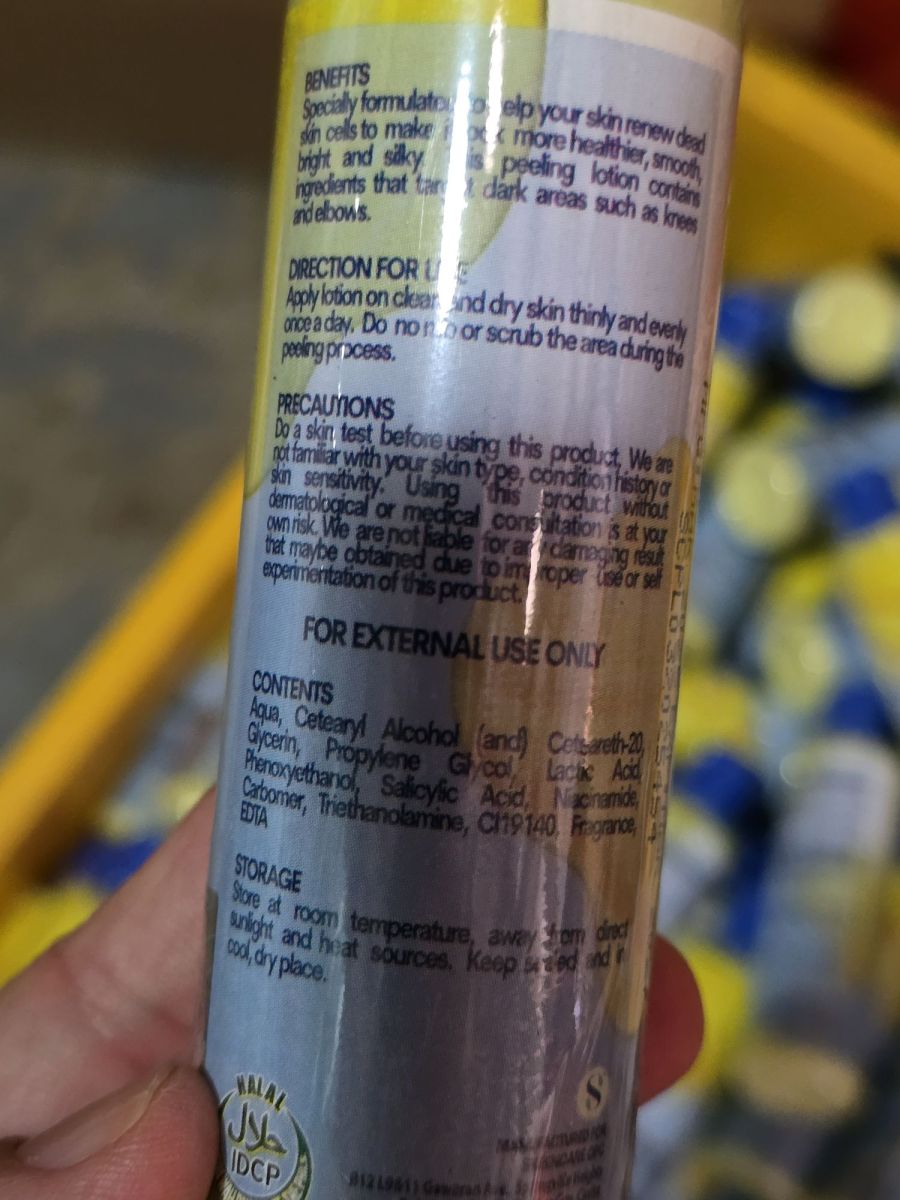 BENEFITS
Specially formulated to help your skin renew dead
skin cells to make look more healthier, smooth,
bright and silky. peeling lotion contains
ingredients that target dark areas such as knees
and elbows.
DIRECTION FOR USE
Apply lotion on clean and dry skin thinly and evenly
once a day. Do not rub or scrub the area during the
peeling process.
PRECAUTIONS
Do a skin test before using this product. We are
not familiar with your skin type, condition history or
skin sensitivity. Using this product without
dermatological or medical consultation is at your
own risk. We are not liable for any damaging result
that maybe obtained due to improper use or self
experimentation of this product.
FOR EXTERNAL USE ONLY
CONTENTS
Aqua, Cetearyl Alcohol (and) Ceteareth-20,
Glycerin, Propylene Glycol, Lactic Acid,
Phenoxyethanol, Salicylic Acid, Niacinamide,
Carbomer, Triethanolamine, CI19140, Fragrance,
EDTA
STORAGE
Store at room temperature, away from direct
sunlight and heat sources. Keep sealed and in
cool, dry place.
HALAL
حلال
IDCP
S
MANUFACTURED FOR